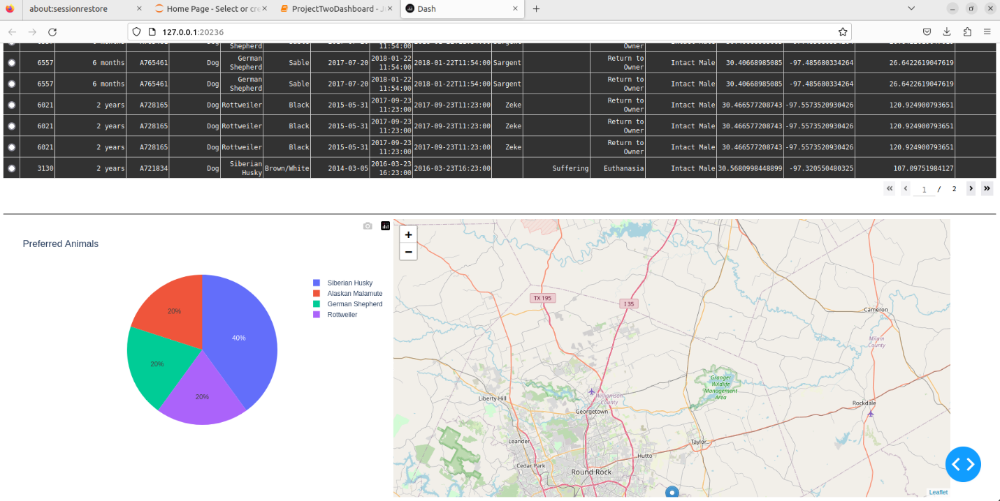 about:sessionrestore
Home Page - Select or cre
ProjectTwoDashboard - J
Dash
127.0.0.1:20236
Shepherd 11:54:00 Owner
6557 6 months A765461 Dog German Shepherd Sable 2017-07-20 2018-01-22 11:54:00 2018-01-22T11:54:00 Sargent Return to Owner Intact Male 30.40668985085 -97.485680334264 26.6422619047619
6557 6 months A765461 Dog German Shepherd Sable 2017-07-20 2018-01-22 11:54:00 2018-01-22T11:54:00 Sargent Return to Owner Intact Male 30.40668985085 -97.485680334264 26.6422619047619
6021 2 years A728165 Dog Rottweiler Black 2015-05-31 2017-09-23 11:23:00 2017-09-23T11:23:00 Zeke Return to Owner Intact Male 30.466577208743 -97.5573520930426 120.924900793651
6021 2 years A728165 Dog Rottweiler Black 2015-05-31 2017-09-23 11:23:00 2017-09-23T11:23:00 Zeke Return to Owner Intact Male 30.466577208743 -97.5573520930426 120.924900793651
6021 2 years A728165 Dog Rottweiler Black 2015-05-31 2017-09-23 11:23:00 2017-09-23T11:23:00 Zeke Return to Owner Intact Male 30.466577208743 -97.5573520930426 120.924900793651
3130 2 years A721834 Dog Siberian Husky Brown/White 2014-03-05 2016-03-23 16:23:00 2016-03-23T16:23:00 Suffering Euthanasia Intact Male 30.5680998448899 -97.320550480325 107.09751984127
1 / 2
Preferred Animals
Siberian Husky
Alaskan Malamute
German Shepherd
Rottweiler
20%
40%
20%
20%
+
−
TX 195
I 35
Cameron
Milam
County
Granger
Wildlife
Management
Area
Liberty Hill
Williamson
County
Georgetown
Rockdale
Leander
Taylor
Hutto
Cedar Park
Round Rock
Leaflet